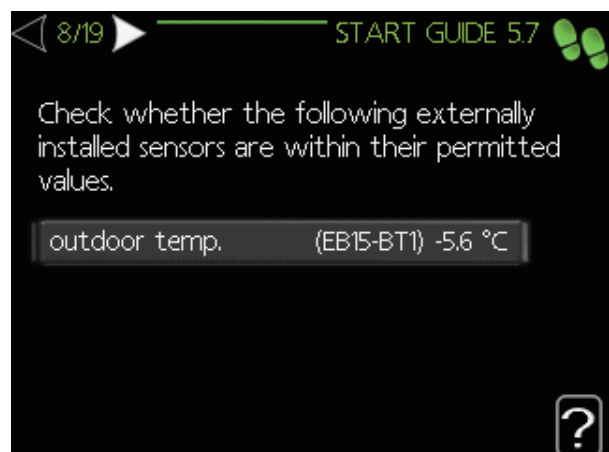 8/19 START GUIDE 5.7
Check whether the following externally
installed sensors are within their permitted
values.
outdoor temp. (EB15-BT1) -5.6 °C
?